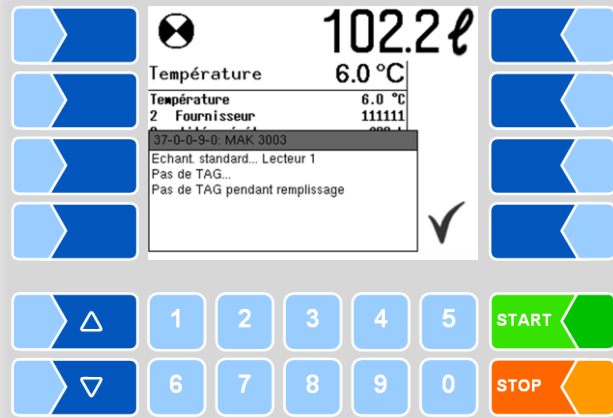 102.2 ℓ
Température 6.0 °C
Température 6.0 °C
2 Fournisseur 111111
37-0-0-9-0: MAK 3003
Echant. standard... Lecteur 1
Pas de TAG...
Pas de TAG pendant remplissage
1 2 3 4 5 START
6 7 8 9 0 STOP